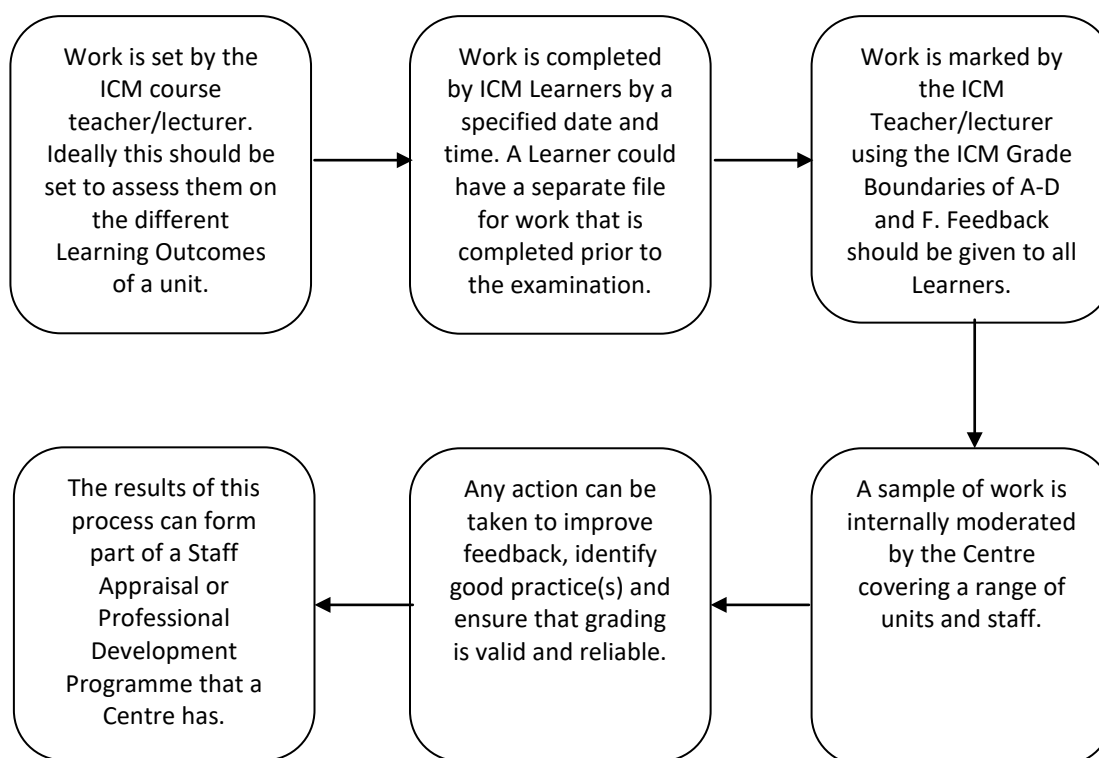 Work is set by the
ICM course
teacher/lecturer.
Ideally this should be
set to assess them on
the different
Learning Outcomes
of a unit.
Work is completed
by ICM Learners by a
specified date and
time. A Learner could
have a separate file
for work that is
completed prior to
the examination.
Work is marked by
the ICM
Teacher/lecturer
using the ICM Grade
Boundaries of A-D
and F. Feedback
should be given to all
Learners.
A sample of work is
internally moderated
by the Centre
covering a range of
units and staff.
Any action can be
taken to improve
feedback, identify
good practice(s) and
ensure that grading
is valid and reliable.
The results of this
process can form
part of a Staff
Appraisal or
Professional
Development
Programme that a
Centre has.